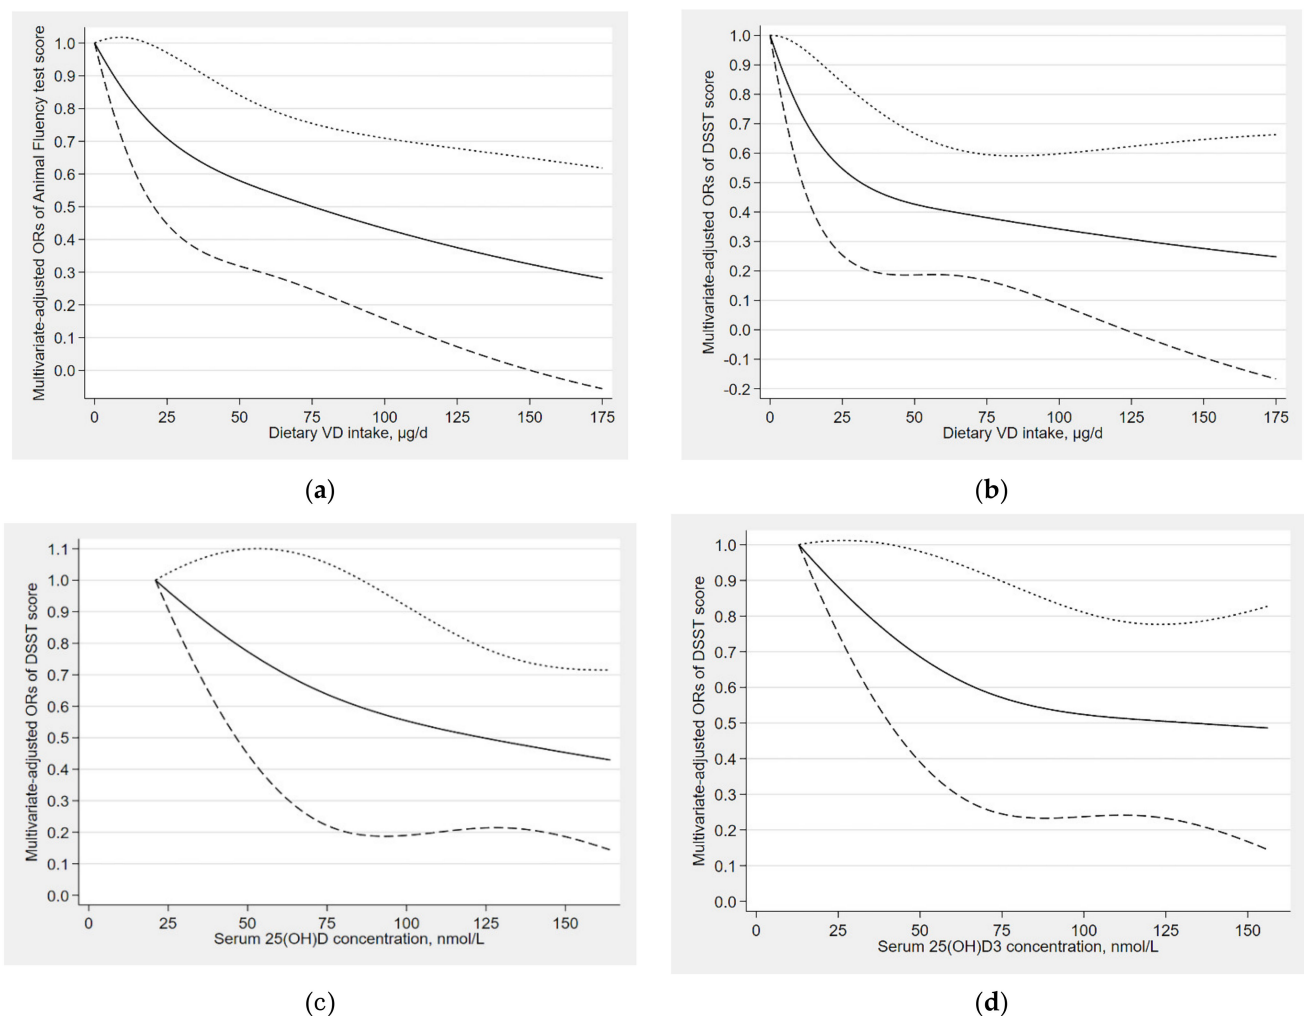 Multivariate-adjusted ORs of Animal Fluency test score
1.0
0.9
0.8
0.7
0.6
0.5
0.4
0.3
0.2
0.1
0.0
0 25 50 75 100 125 150 175
Dietary VD intake, µg/d
(a)
Multivariate-adjusted ORs of DSST score
1.0
0.9
0.8
0.7
0.6
0.5
0.4
0.3
0.2
0.1
0.0
-0.1
-0.2
0 25 50 75 100 125 150 175
Dietary VD intake, µg/d
(b)
Multivariate-adjusted ORs of DSST score
1.1
1.0
0.9
0.8
0.7
0.6
0.5
0.4
0.3
0.2
0.1
0.0
0 25 50 75 100 125 150
Serum 25(OH)D concentration, nmol/L
(c)
Multivariate-adjusted ORs of DSST score
1.0
0.9
0.8
0.7
0.6
0.5
0.4
0.3
0.2
0.1
0.0
0 25 50 75 100 125 150
Serum 25(OH)D3 concentration, nmol/L
(d)